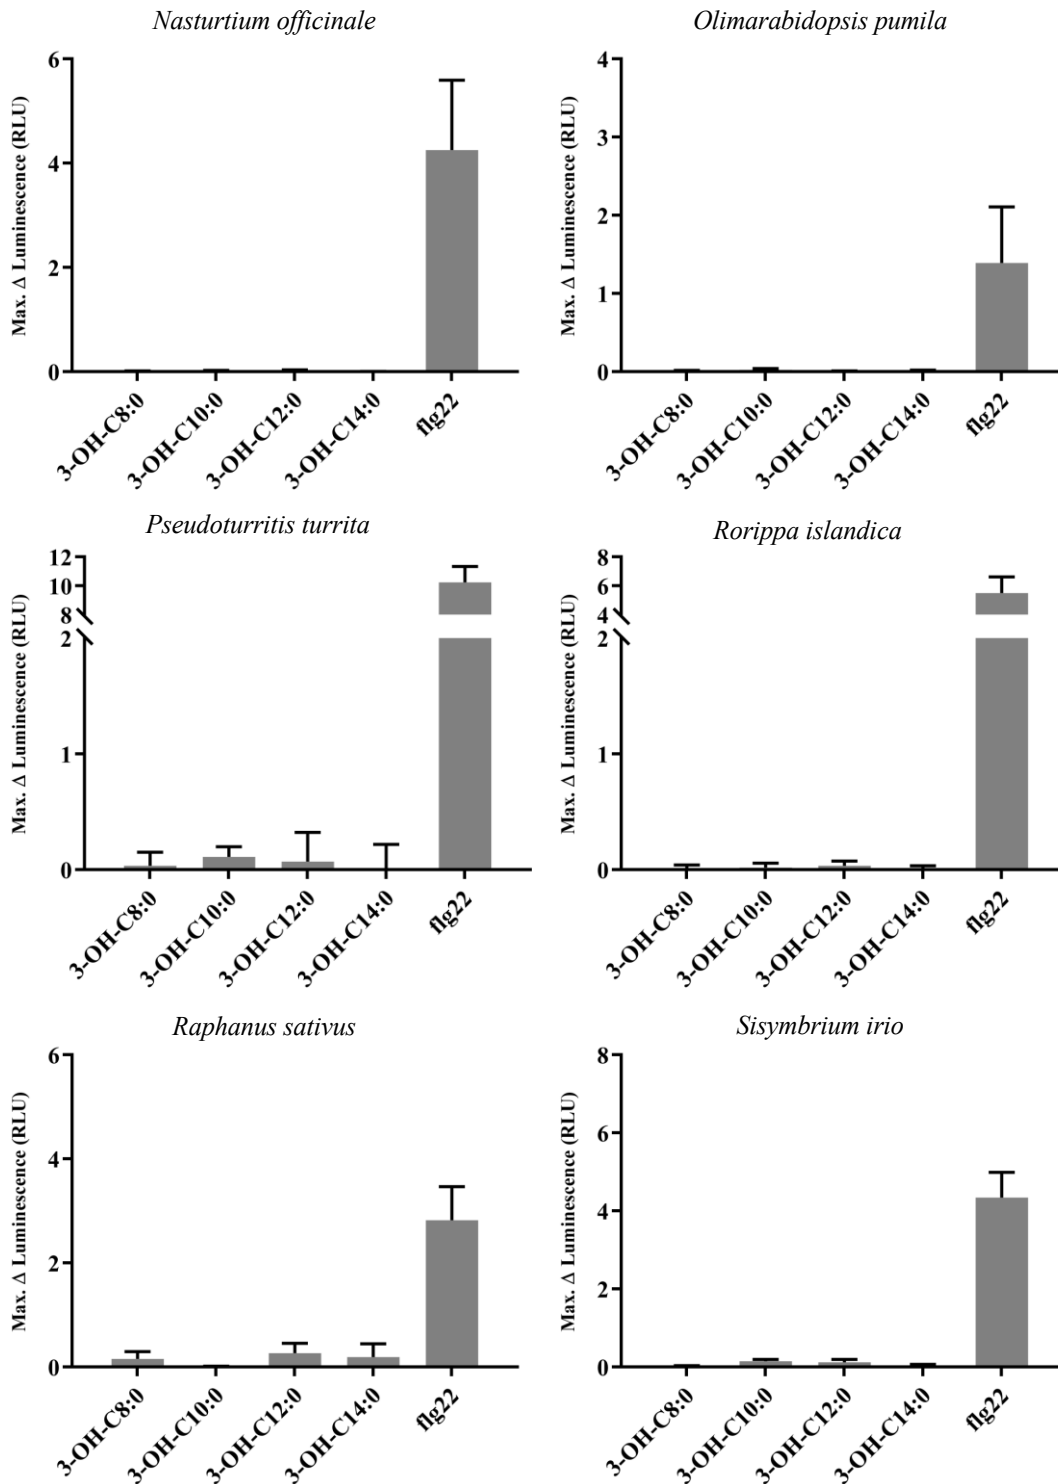 Nasturtium officinale
Max. Δ Luminescence (RLU)
6
4
2
0
3-OH-C8:0
3-OH-C10:0
3-OH-C12:0
3-OH-C14:0
flg22
Olimarabidopsis pumila
Max. Δ Luminescence (RLU)
4
3
2
1
0
3-OH-C8:0
3-OH-C10:0
3-OH-C12:0
3-OH-C14:0
flg22
Pseudoturritis turrita
Max. Δ Luminescence (RLU)
12
10
8
2
1
0
3-OH-C8:0
3-OH-C10:0
3-OH-C12:0
3-OH-C14:0
flg22
Rorippa islandica
Max. Δ Luminescence (RLU)
8
6
4
2
1
0
3-OH-C8:0
3-OH-C10:0
3-OH-C12:0
3-OH-C14:0
flg22
Raphanus sativus
Max. Δ Luminescence (RLU)
6
4
2
0
3-OH-C8:0
3-OH-C10:0
3-OH-C12:0
3-OH-C14:0
flg22
Sisymbrium irio
Max. Δ Luminescence (RLU)
8
6
4
2
0
3-OH-C8:0
3-OH-C10:0
3-OH-C12:0
3-OH-C14:0
flg22